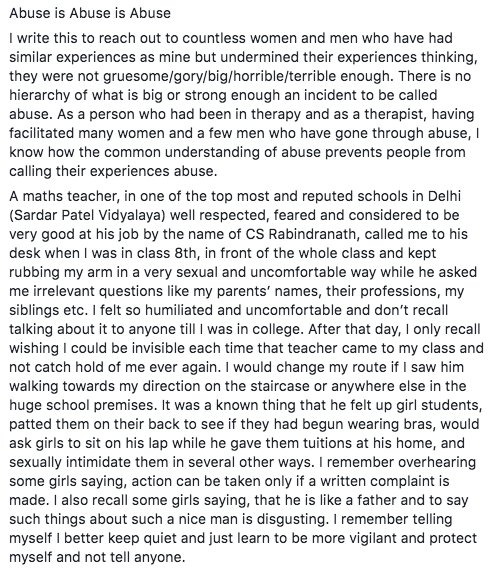 Abuse is Abuse is Abuse
I write this to reach out to countless women and men who have had
similar experiences as mine but undermined their experiences thinking,
they were not gruesome/gory/big/horrible/terrible enough. There is no
hierarchy of what is big or strong enough an incident to be called
abuse. As a person who had been in therapy and as a therapist, having
facilitated many women and a few men who have gone through abuse, I
know how the common understanding of abuse prevents people from
calling their experiences abuse.
A maths teacher, in one of the top most and reputed schools in Delhi
(Sardar Patel Vidyalaya) well respected, feared and considered to be
very good at his job by the name of CS Rabindranath, called me to his
desk when I was in class 8th, in front of the whole class and kept
rubbing my arm in a very sexual and uncomfortable way while he asked
me irrelevant questions like my parents' names, their professions, my
siblings etc. I felt so humiliated and uncomfortable and don't recall
talking about it to anyone till I was in college. After that day, I only recall
wishing I could be invisible each time that teacher came to my class and
not catch hold of me ever again. I would change my route if I saw him
walking towards my direction on the staircase or anywhere else in the
huge school premises. It was a known thing that he felt up girl students,
patted them on their back to see if they had begun wearing bras, would
ask girls to sit on his lap while he gave them tuitions at his home, and
sexually intimidate them in several other ways. I remember overhearing
some girls saying, action can be taken only if a written complaint is
made. I also recall some girls saying, that he is like a father and to say
such things about such a nice man is disgusting. I remember telling
myself I better keep quiet and just learn to be more vigilant and protect
myself and not tell anyone.